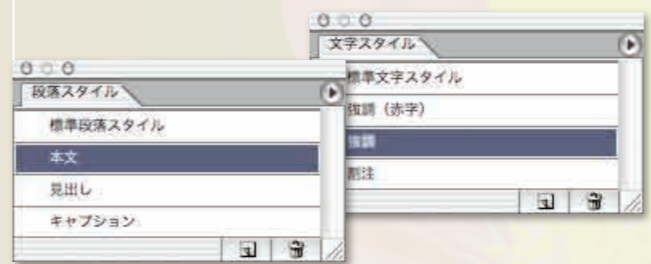 段落スタイル
標準段落スタイル
本文
見出し
キャプション
文字スタイル
標準文字スタイル
強調（赤字）
強調
割注